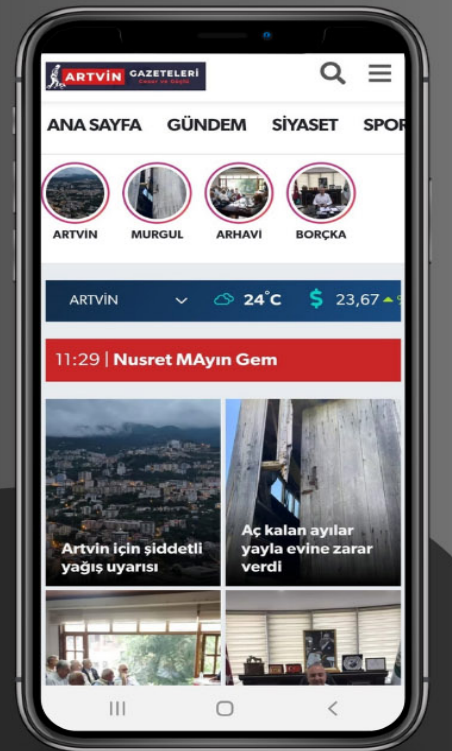 ARTVİN GAZETELERİ
ANA SAYFA GÜNDEM SİYASET SPOR
ARTVİN MURGUL ARHAVİ BORÇKA
ARTVİN 24°C $ 23,67
11:29 | Nusret MAyın Gem
Artvin için şiddetli
yağış uyarısı
Aç kalan ayılar
yayla evine zarar
verdi